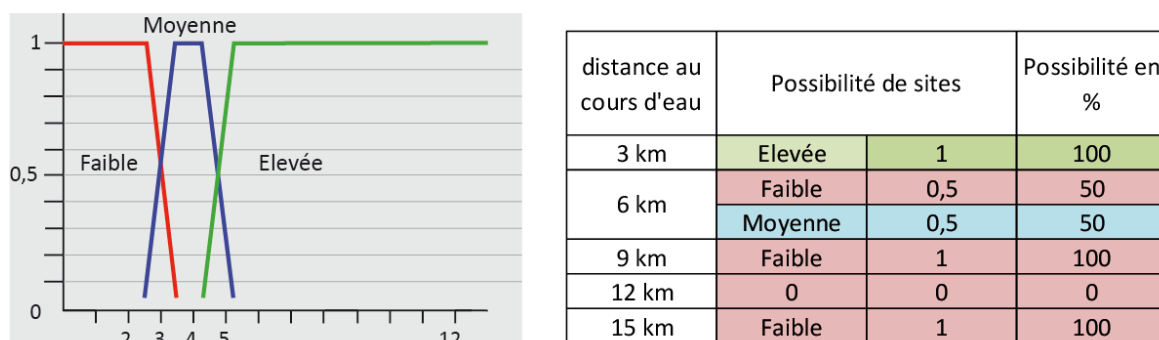 Moyenne
1
Faible
Elevée
0,5
0
2 3 4 5 12
distance au cours d'eau Possibilité de sites Possibilité en %
3 km Elevée 1 100
6 km Faible 0,5 50
Moyenne 0,5 50
9 km Faible 1 100
12 km 0 0 0
15 km Faible 1 100